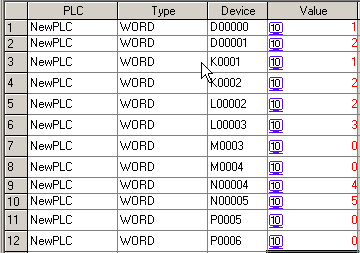 PLC Type Device Value
1 NewPLC WORD D00000 10 1
2 NewPLC WORD D00001 10 2
3 NewPLC WORD K0001 10 1
4 NewPLC WORD K0002 10 2
5 NewPLC WORD L00002 10 2
6 NewPLC WORD L00003 10 3
7 NewPLC WORD M0003 10 0
8 NewPLC WORD M0004 10 0
9 NewPLC WORD N00004 10 4
10 NewPLC WORD N00005 10 5
11 NewPLC WORD P0005 10 0
12 NewPLC WORD P0006 10 0